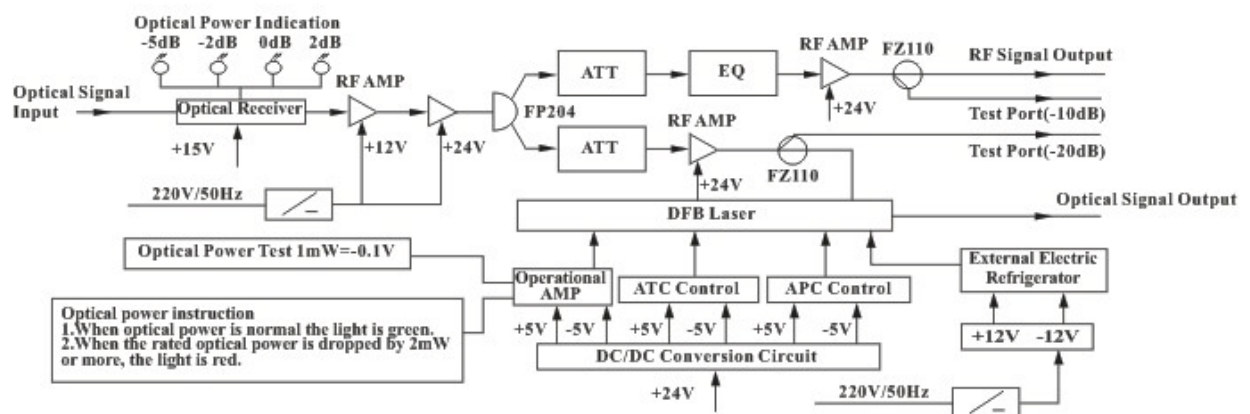 Optical Power Indication
-5dB -2dB 0dB 2dB
Optical Signal
Input
Optical Receiver
+15V
RF AMP
+12V
+24V
FP204
ATT
EQ
RF AMP
+24V
FZ110
RF Signal Output
Test Port(-10dB)
ATT
RF AMP
+24V
FZ110
Test Port(-20dB)
220V/50Hz
DFB Laser
Optical Signal Output
Optical Power Test 1mW=-0.1V
Operational
AMP
ATC Control
APC Control
External Electric
Refrigerator
Optical power instruction
1.When optical power is normal the light is green.
2.When the rated optical power is dropped by 2mW
or more, the light is red.
+5V -5V +5V -5V +5V -5V
+12V -12V
DC/DC Conversion Circuit
+24V
220V/50Hz